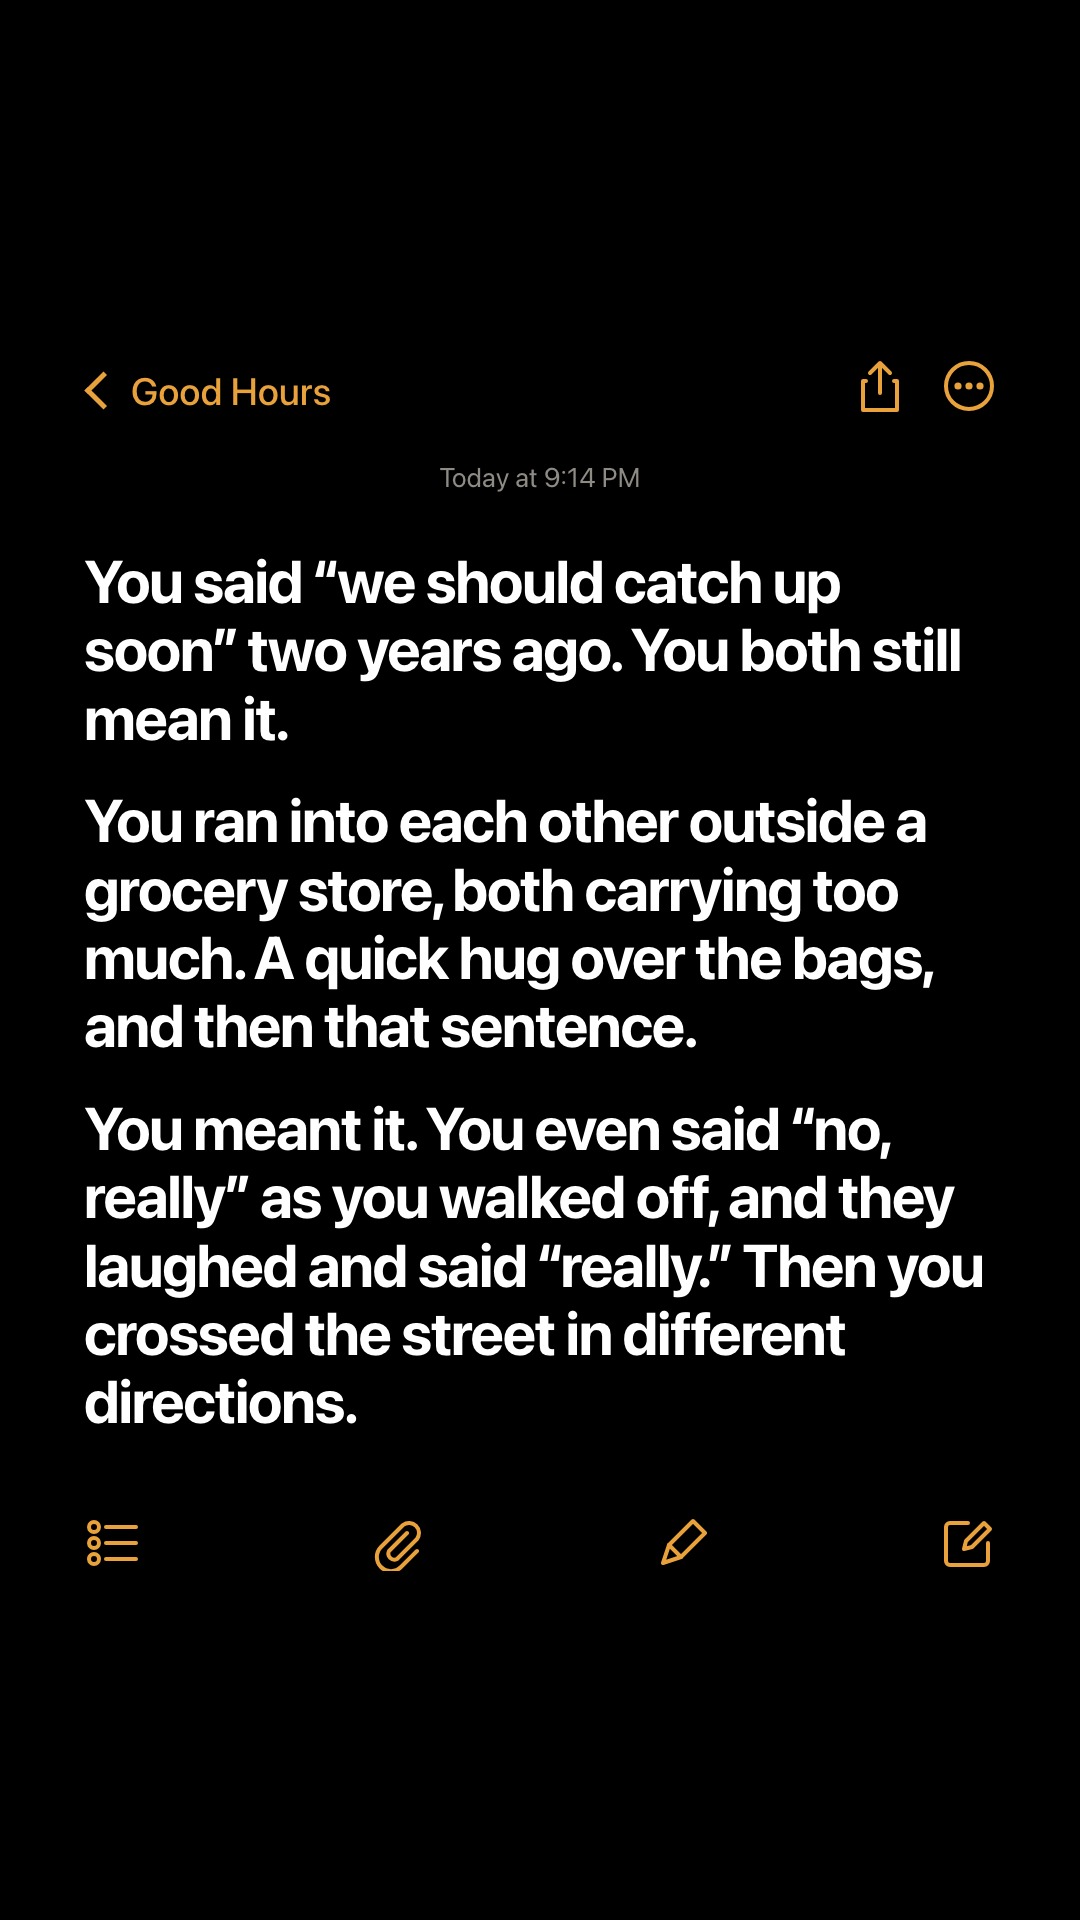 Good Hours
Today at 9:14 PM
You said “we should catch up
soon” two years ago. You both still
mean it.
You ran into each other outside a
grocery store, both carrying too
much. A quick hug over the bags,
and then that sentence.
You meant it. You even said “no,
really” as you walked off, and they
laughed and said “really.” Then you
crossed the street in different
directions.